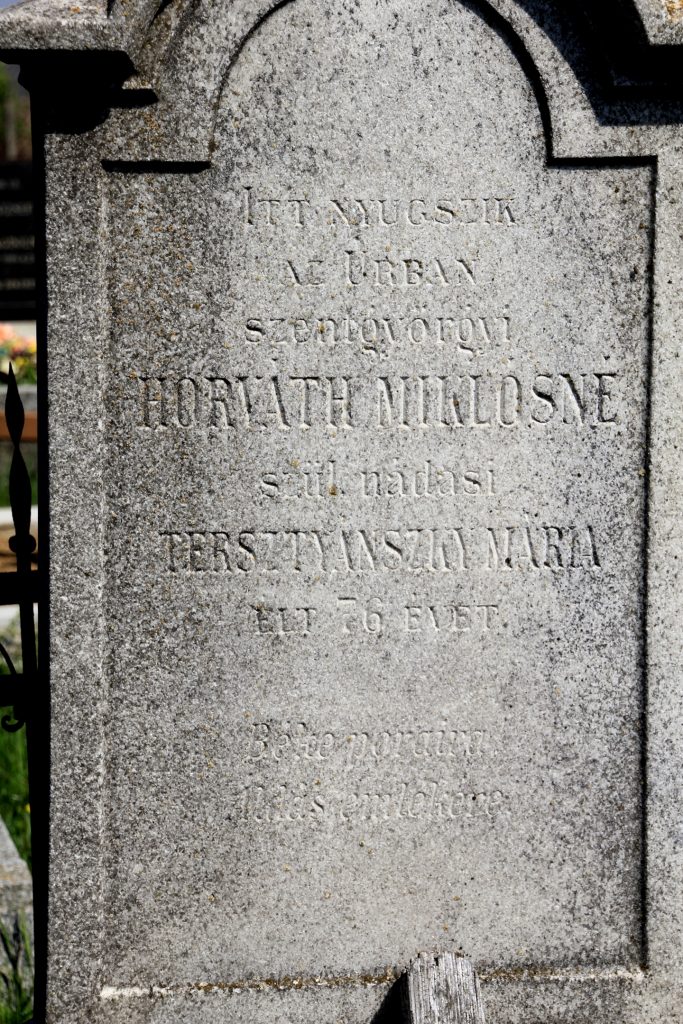 ITT NYUGSZIK
AZ ÚRBAN
szentgyörgyi
HORVÁTH MIKLÓSNÉ
szül. nádasi
TERSZTYÁNSZKY MÁRIA
ÉLT 76 ÉVET.
Béke poraira.
Áldás emlékére.